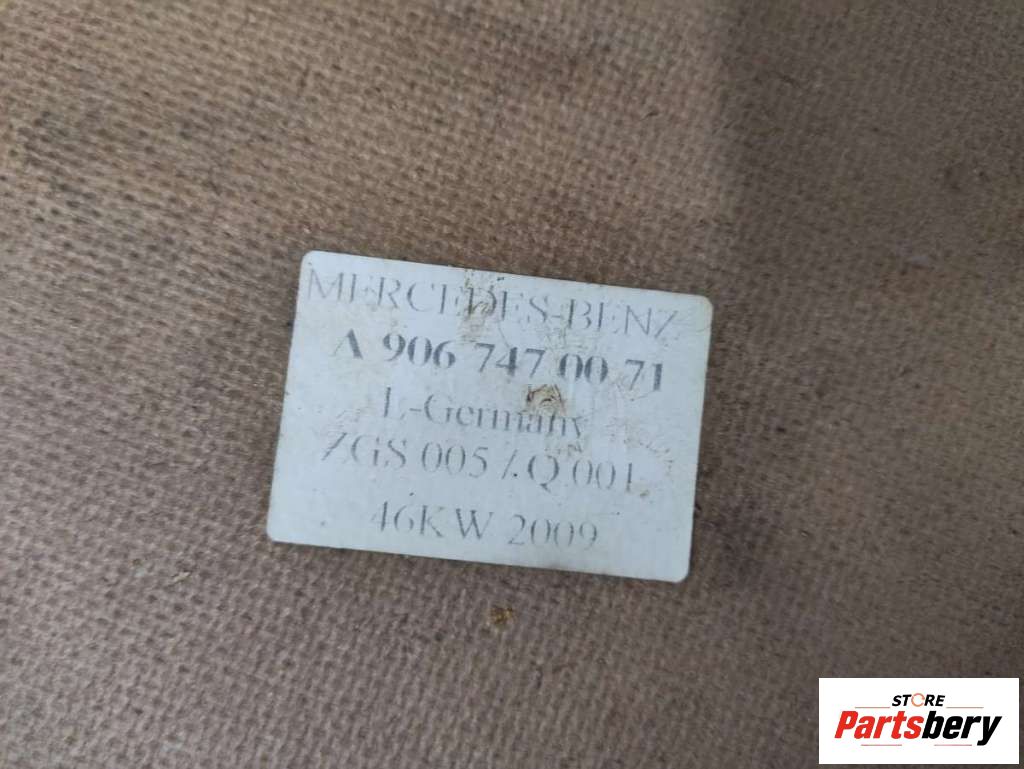 MERCEDES-BENZ
A 906 747 00 71
L-Germany
ZGS 005 / Q 001
46KW 2009
STORE
Partsbery